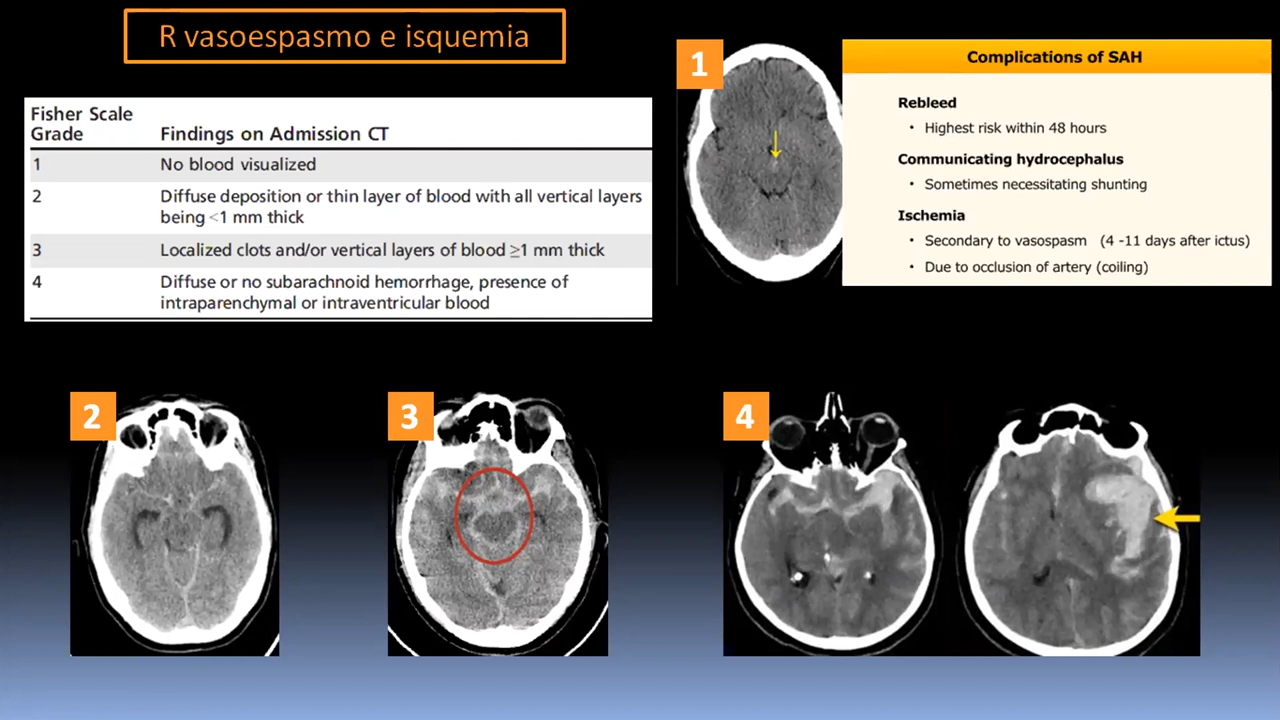 R vasoespasmo e isquemia
Fisher Scale
Grade Findings on Admission CT
1 No blood visualized
2 Diffuse deposition or thin layer of blood with all vertical layers
being <1 mm thick
3 Localized clots and/or vertical layers of blood ≥1 mm thick
4 Diffuse or no subarachnoid hemorrhage, presence of
intraparenchymal or intraventricular blood
1
Complications of SAH
Rebleed
• Highest risk within 48 hours
Communicating hydrocephalus
• Sometimes necessitating shunting
Ischemia
• Secondary to vasospasm (4 -11 days after ictus)
• Due to occlusion of artery (coiling)
2
3
4